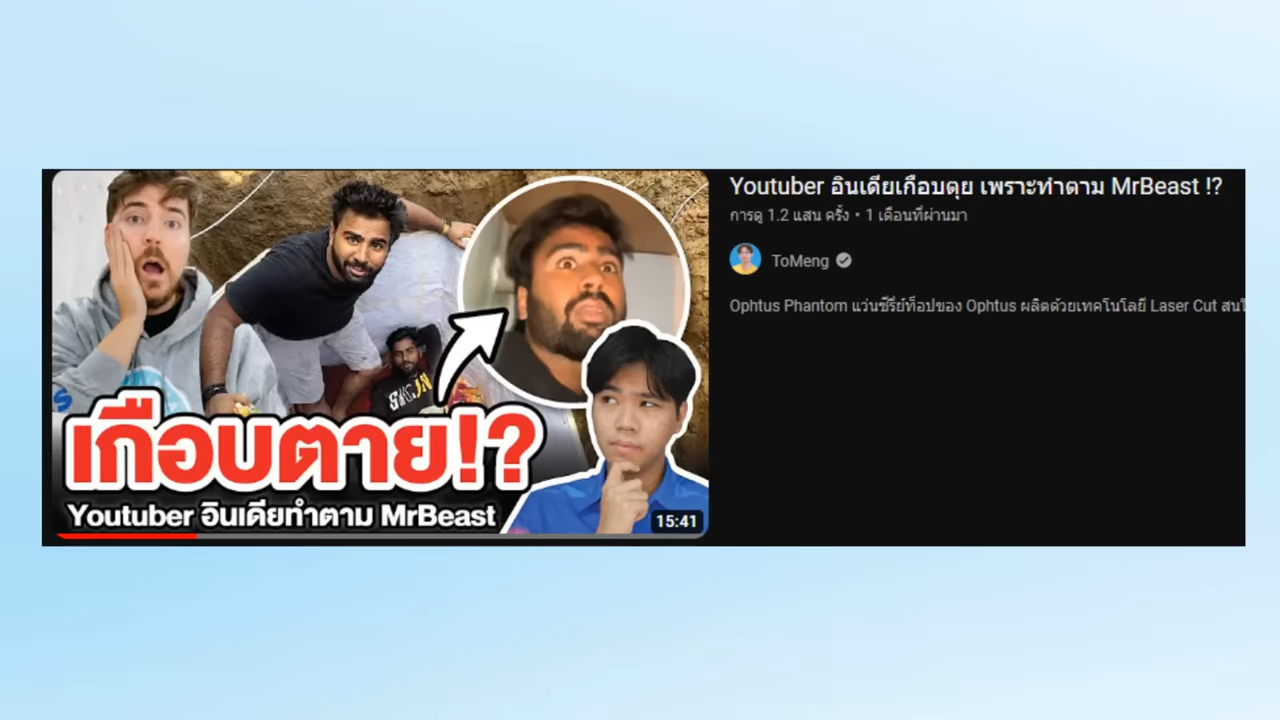 เกือบตาย!?
Youtuber อินเดียทำตาม MrBeast
15:41
Youtuber อินเดียเกือบตุย เพราะทำตาม MrBeast !?
การดู 1.2 แสน ครั้ง • 1 เดือนที่ผ่านมา
ToMeng
Ophtus Phantom แว่นซีรี่ย์ท็อปของ Ophtus ผลิตด้วยเทคโนโลยี Laser Cut